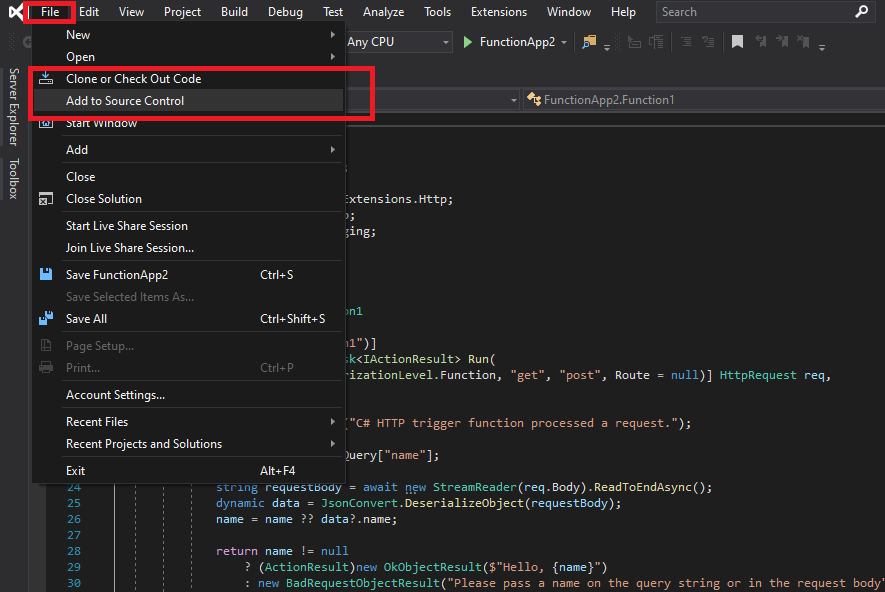 File Edit View Project Build Debug Test Analyze Tools Extensions Window Help Search
Any CPU FunctionApp2
FunctionApp2.Function1
Server Explorer
Toolbox
New
Open
Clone or Check Out Code
Add to Source Control
Start Window
Add
Close
Close Solution
Start Live Share Session
Join Live Share Session...
Save FunctionApp2 Ctrl+S
Save Selected Items As...
Save All Ctrl+Shift+S
Page Setup...
Print... Ctrl+P
Account Settings...
Recent Files
Recent Projects and Solutions
Exit Alt+F4
;
Extensions.Http;
;
ging;
on1
n1")]
sk<IActionResult> Run(
rizationLevel.Function, "get", "post", Route = null)] HttpRequest req,
("C# HTTP trigger function processed a request.");
Query["name"];
24 string requestBody = await new StreamReader(req.Body).ReadToEndAsync();
25 dynamic data = JsonConvert.DeserializeObject(requestBody);
26 name = name ?? data?.name;
27
28 return name != null
29 ? (ActionResult)new OkObjectResult($"Hello, {name}")
30 : new BadRequestObjectResult("Please pass a name on the query string or in the request body"